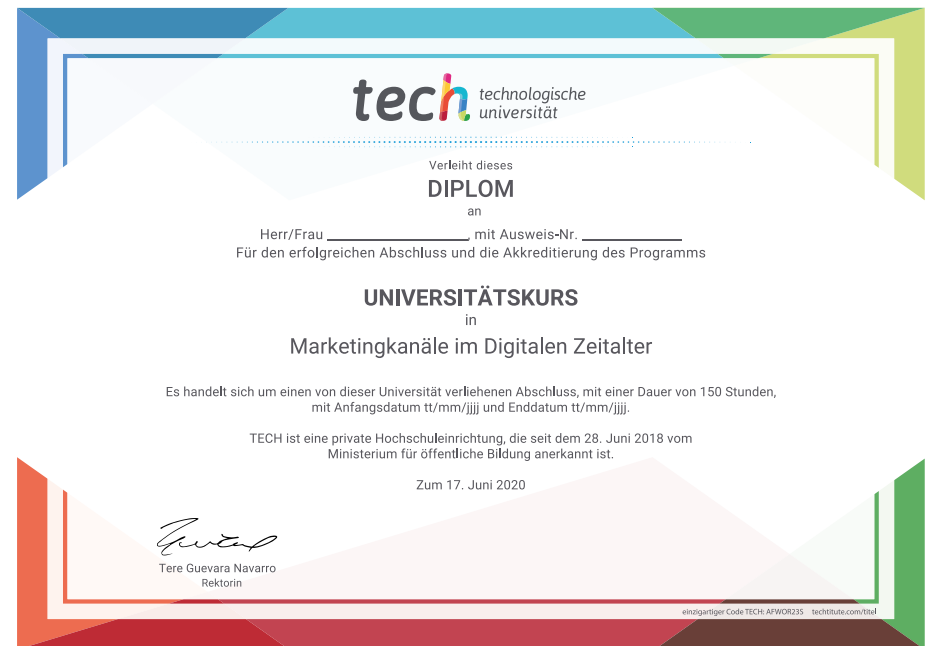 tech technologische
universität
Verleiht dieses
DIPLOM
an
Herr/Frau ____________________, mit Ausweis-Nr. ______________
Für den erfolgreichen Abschluss und die Akkreditierung des Programms
UNIVERSITÄTSKURS
in
Marketingkanäle im Digitalen Zeitalter
Es handelt sich um einen von dieser Universität verliehenen Abschluss, mit einer Dauer von 150 Stunden,
mit Anfangsdatum tt/mm/jjjj und Enddatum tt/mm/jjjj.
TECH ist eine private Hochschuleinrichtung, die seit dem 28. Juni 2018 vom
Ministerium für öffentliche Bildung anerkannt ist.
Zum 17. Juni 2020
Tere Guevara Navarro
Rektorin
einzigartiger Code TECH: AFWOR23S techtitute.com/titel